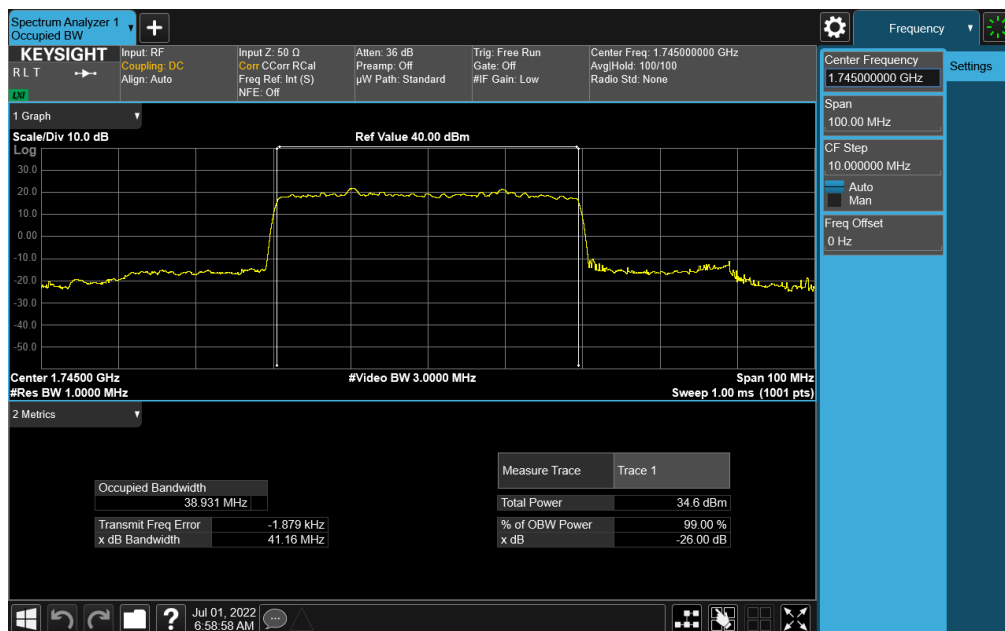 Spectrum Analyzer 1
Occupied BW
Frequency
KEYSIGHT
R L T
LXI
Input: RF
Coupling: DC
Align: Auto
Input Z: 50 Ω
Corr CCorr RCal
Freq Ref: Int (S)
NFE: Off
Atten: 36 dB
Preamp: Off
µW Path: Standard
Trig: Free Run
Gate: Off
#IF Gain: Low
Center Freq: 1.745000000 GHz
Avg|Hold: 100/100
Radio Std: None
Center Frequency
1.745000000 GHz
Settings
Span
100.00 MHz
CF Step
10.000000 MHz
Auto
Man
Freq Offset
0 Hz
1 Graph
Scale/Div 10.0 dB
Ref Value 40.00 dBm
Log
30.0
20.0
10.0
0.00
-10.0
-20.0
-30.0
-40.0
-50.0
Center 1.74500 GHz
#Video BW 3.0000 MHz
Span 100 MHz
#Res BW 1.0000 MHz
Sweep 1.00 ms (1001 pts)
2 Metrics
Occupied Bandwidth
38.931 MHz
Transmit Freq Error -1.879 kHz
x dB Bandwidth 41.16 MHz
Measure Trace Trace 1
Total Power 34.6 dBm
% of OBW Power 99.00 %
x dB -26.00 dB
?
Jul 01, 2022
6:58:58 AM